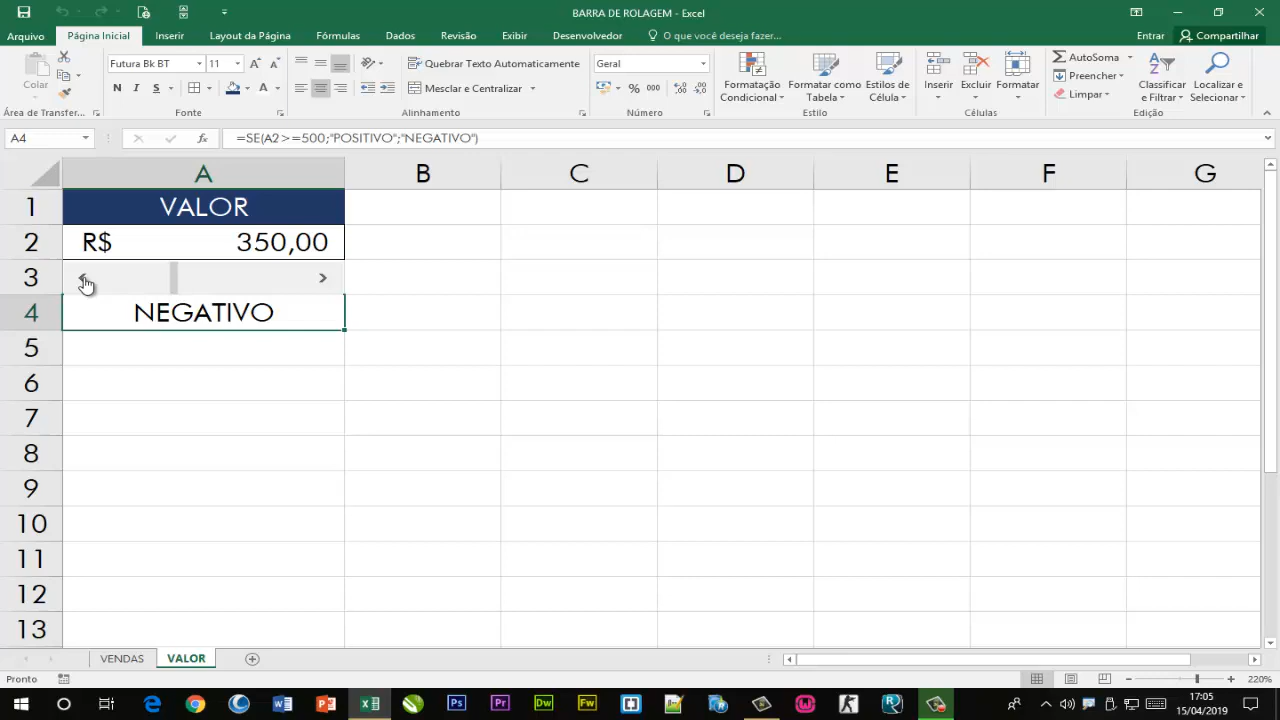 BARRA DE ROLAGEM - Excel
Arquivo Página Inicial Inserir Layout da Página Fórmulas Dados Revisão Exibir Desenvolvedor O que você deseja fazer... Entrar Compartilhar
Colar
Futura Bk BT 11
N I S
Quebrar Texto Automaticamente
Mesclar e Centralizar
Geral
% 000
Formatação Condicional
Formatar como Tabela
Estilos de Célula
Inserir
Excluir
Formatar
AutoSoma
Preencher
Limpar
Classificar e Filtrar
Localizar e Selecionar
Área de Transfer... Fonte Alinhamento Número Estilo Células Edição
A4 fx =SE(A2>=500;"POSITIVO";"NEGATIVO")
A B C D E F G
1 VALOR
2 R$ 350,00
3
4 NEGATIVO
5
6
7
8
9
10
11
12
13
VENDAS VALOR
Pronto 220%
17:05
15/04/2019